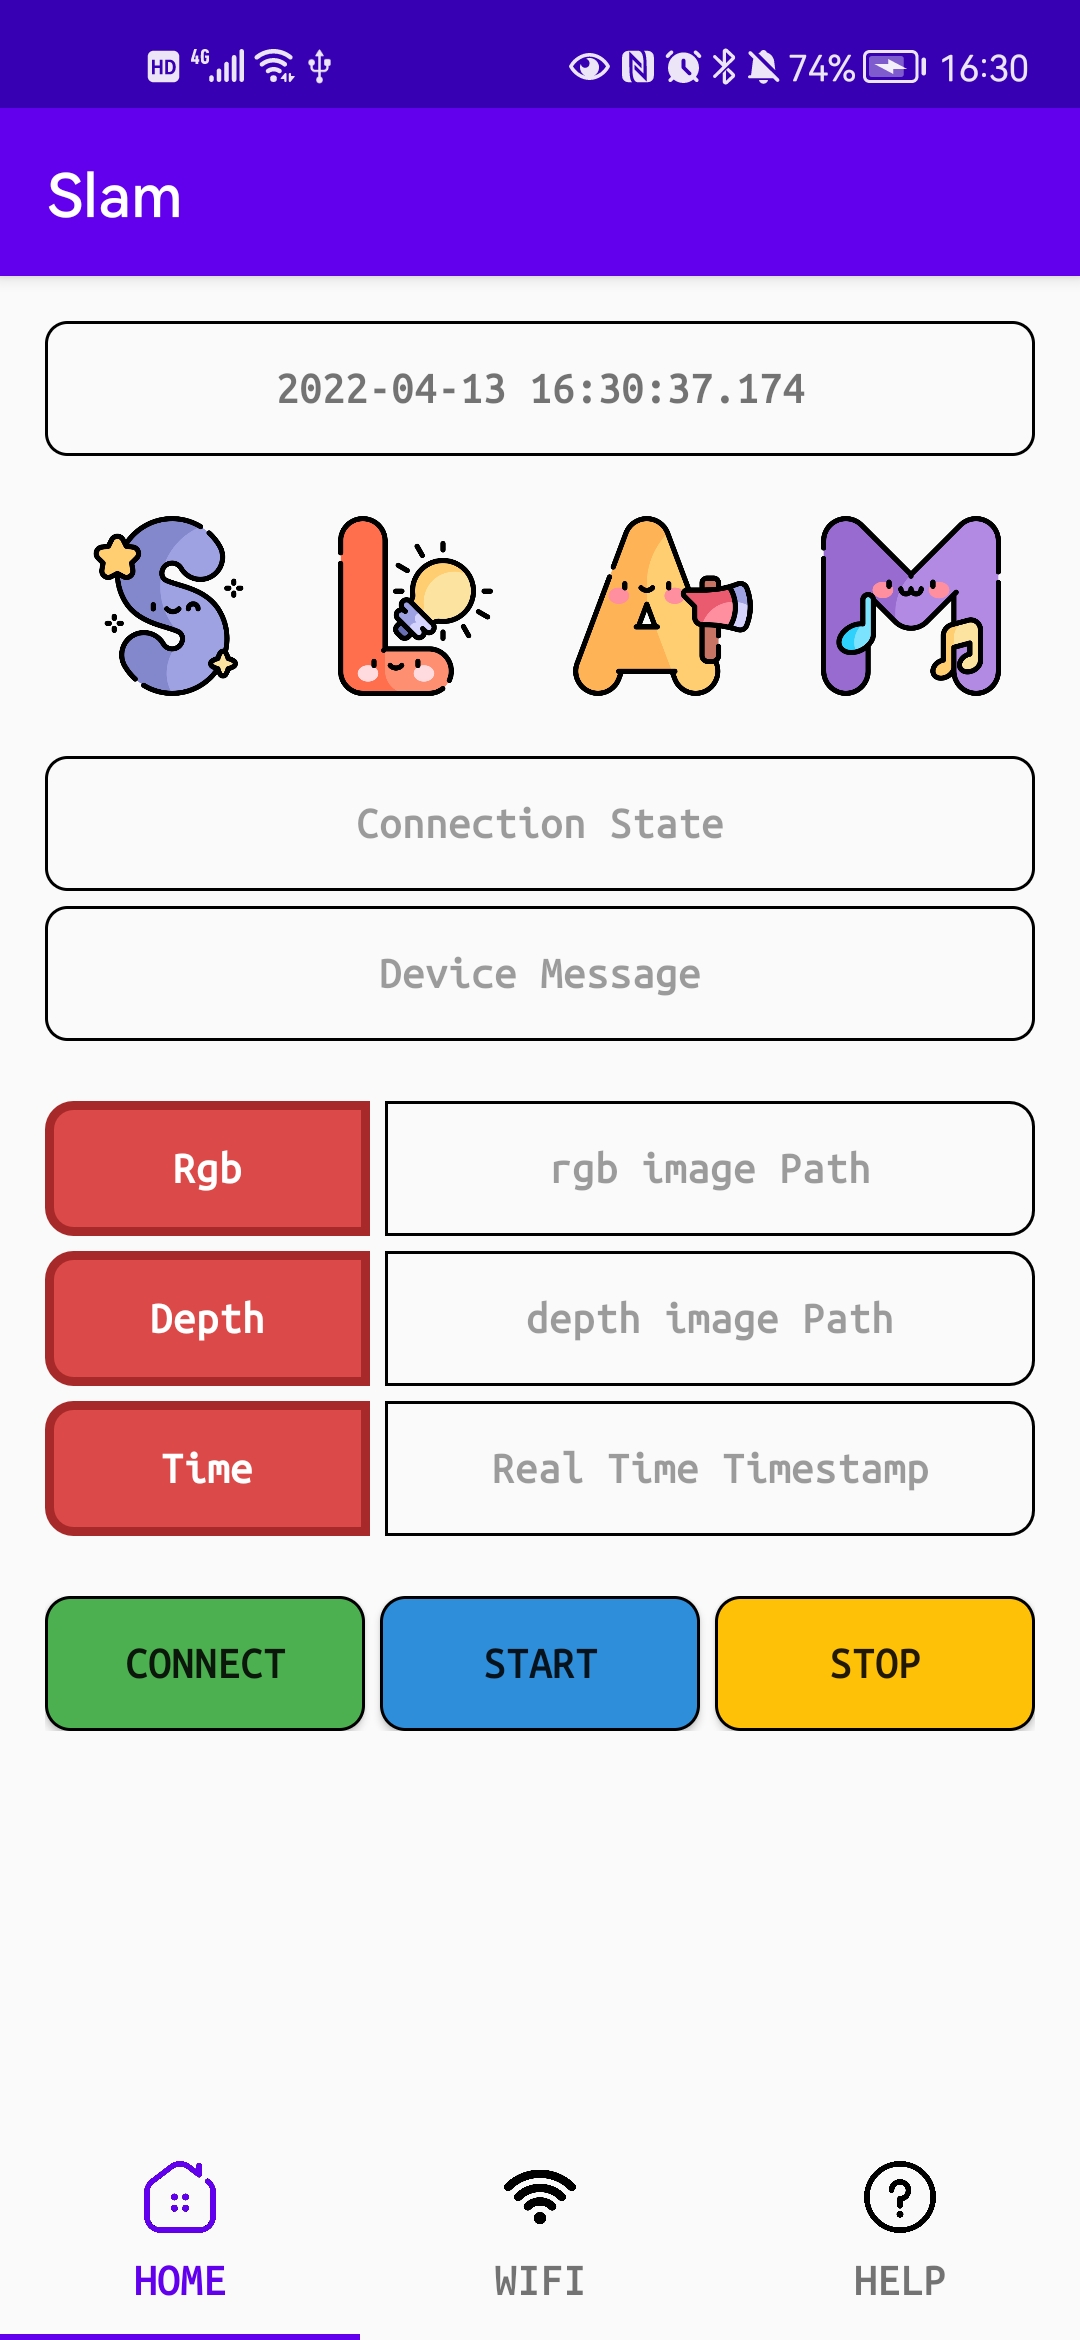 HD 4G 74% 16:30
Slam
2022-04-13 16:30:37.174
S L A M
Connection State
Device Message
Rgb rgb image Path
Depth depth image Path
Time Real Time Timestamp
CONNECT START STOP
HOME WIFI HELP